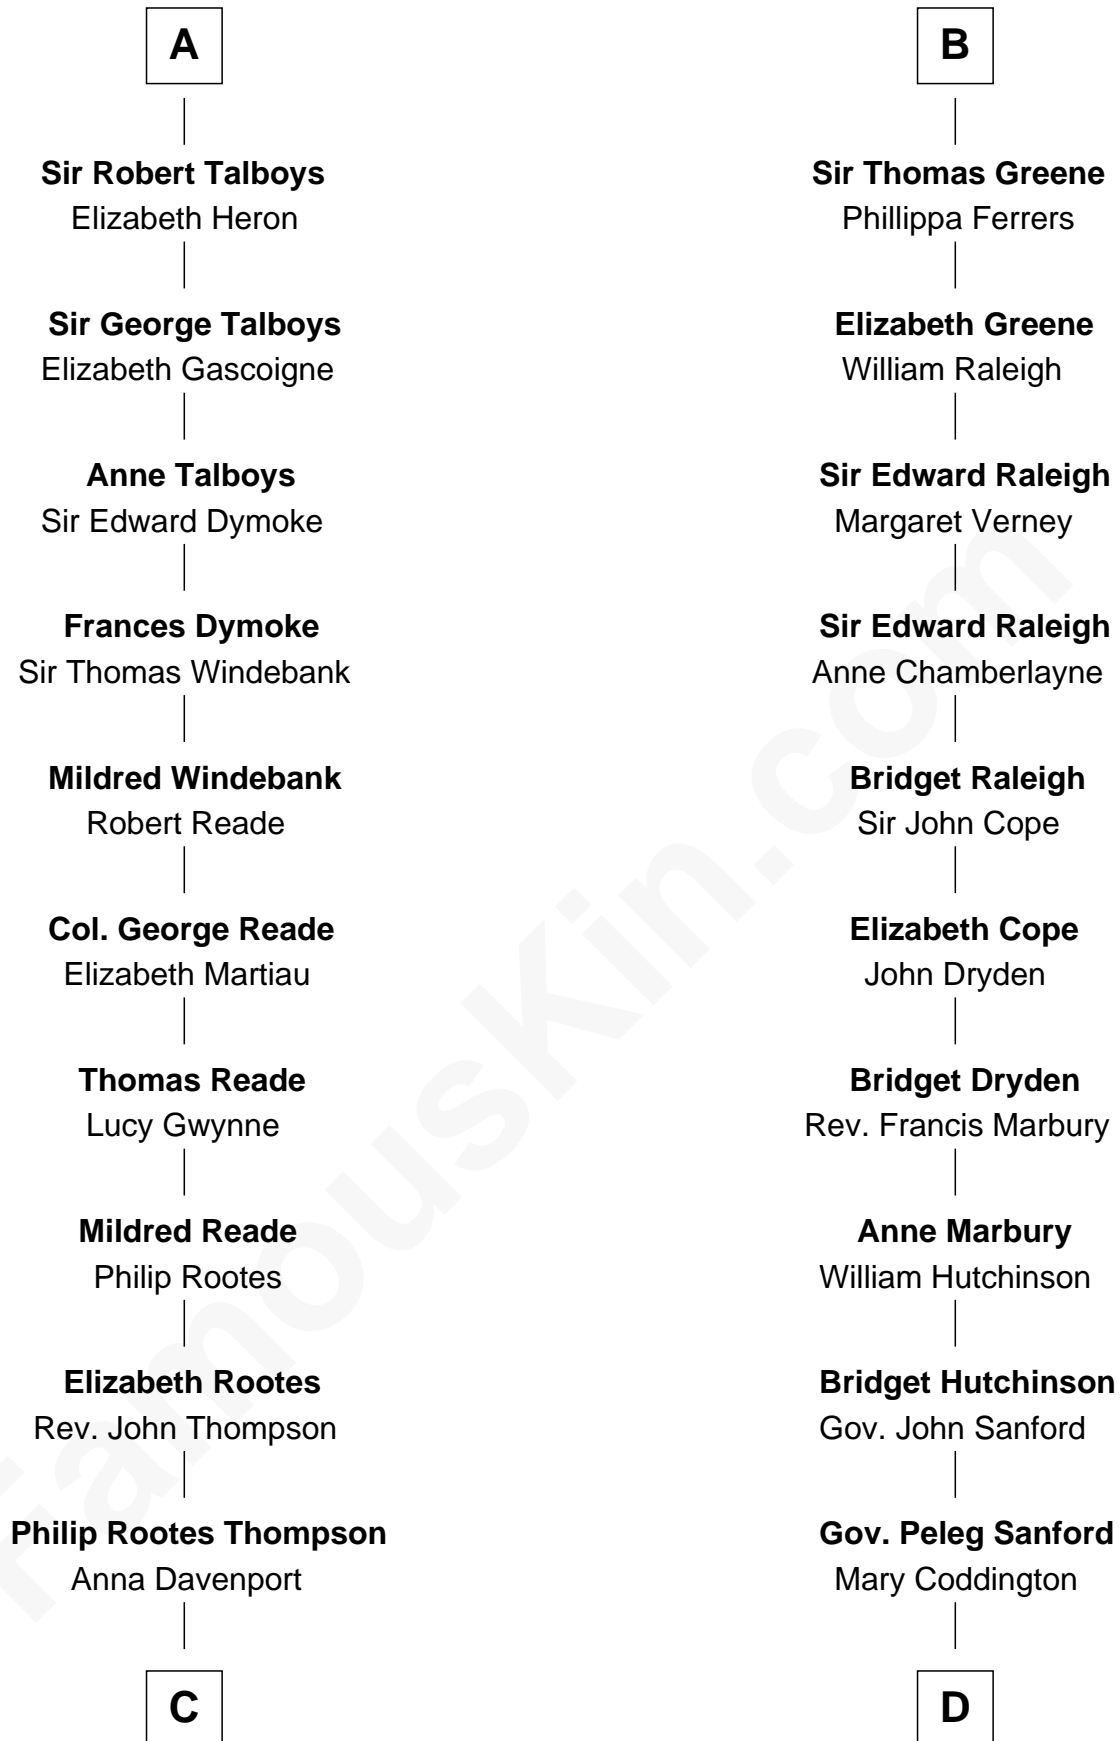 A
Sir Robert Talboys
Elizabeth Heron
Sir George Talboys
Elizabeth Gascoigne
Anne Talboys
Sir Edward Dymoke
Frances Dymoke
Sir Thomas Windebank
Mildred Windebank
Robert Reade
Col. George Reade
Elizabeth Martiau
Thomas Reade
Lucy Gwynne
Mildred Reade
Philip Rootes
Elizabeth Rootes
Rev. John Thompson
Philip Rootes Thompson
Anna Davenport
C
B
Sir Thomas Greene
Phillippa Ferrers
Elizabeth Greene
William Raleigh
Sir Edward Raleigh
Margaret Verney
Sir Edward Raleigh
Anne Chamberlayne
Bridget Raleigh
Sir John Cope
Elizabeth Cope
John Dryden
Bridget Dryden
Rev. Francis Marbury
Anne Marbury
William Hutchinson
Bridget Hutchinson
Gov. John Sanford
Gov. Peleg Sanford
Mary Coddington
D
FamousKin.com